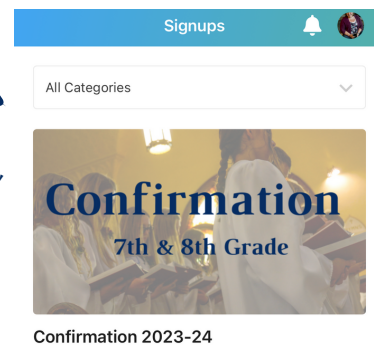 Signups
All Categories
Confirmation
7th & 8th Grade
Confirmation 2023-24